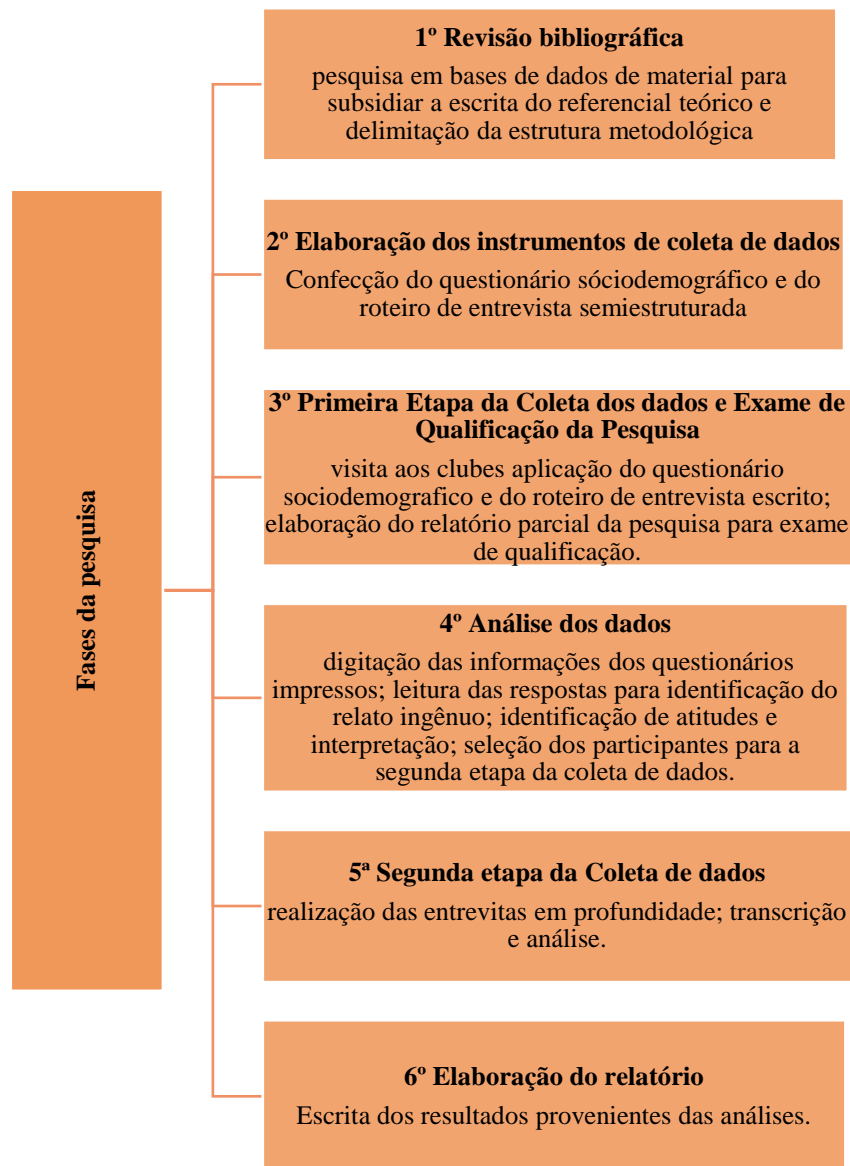 Fases da pesquisa
1º Revisão bibliográfica
pesquisa em bases de dados de material para
subsidiar a escrita do referencial teórico e
delimitação da estrutura metodológica
2º Elaboração dos instrumentos de coleta de dados
Confecção do questionário sóciodemográfico e do
roteiro de entrevista semiestruturada
3º Primeira Etapa da Coleta dos dados e Exame de
Qualificação da Pesquisa
visita aos clubes aplicação do questionário
sociodemografico e do roteiro de entrevista escrito;
elaboração do relatório parcial da pesquisa para exame
de qualificação.
4º Análise dos dados
digitação das informações dos questionários
impressos; leitura das respostas para identificação do
relato ingênuo; identificação de atitudes e
interpretação; seleção dos participantes para a
segunda etapa da coleta de dados.
5ª Segunda etapa da Coleta de dados
realização das entrevitas em profundidade; transcrição
e análise.
6º Elaboração do relatório
Escrita dos resultados provenientes das análises.